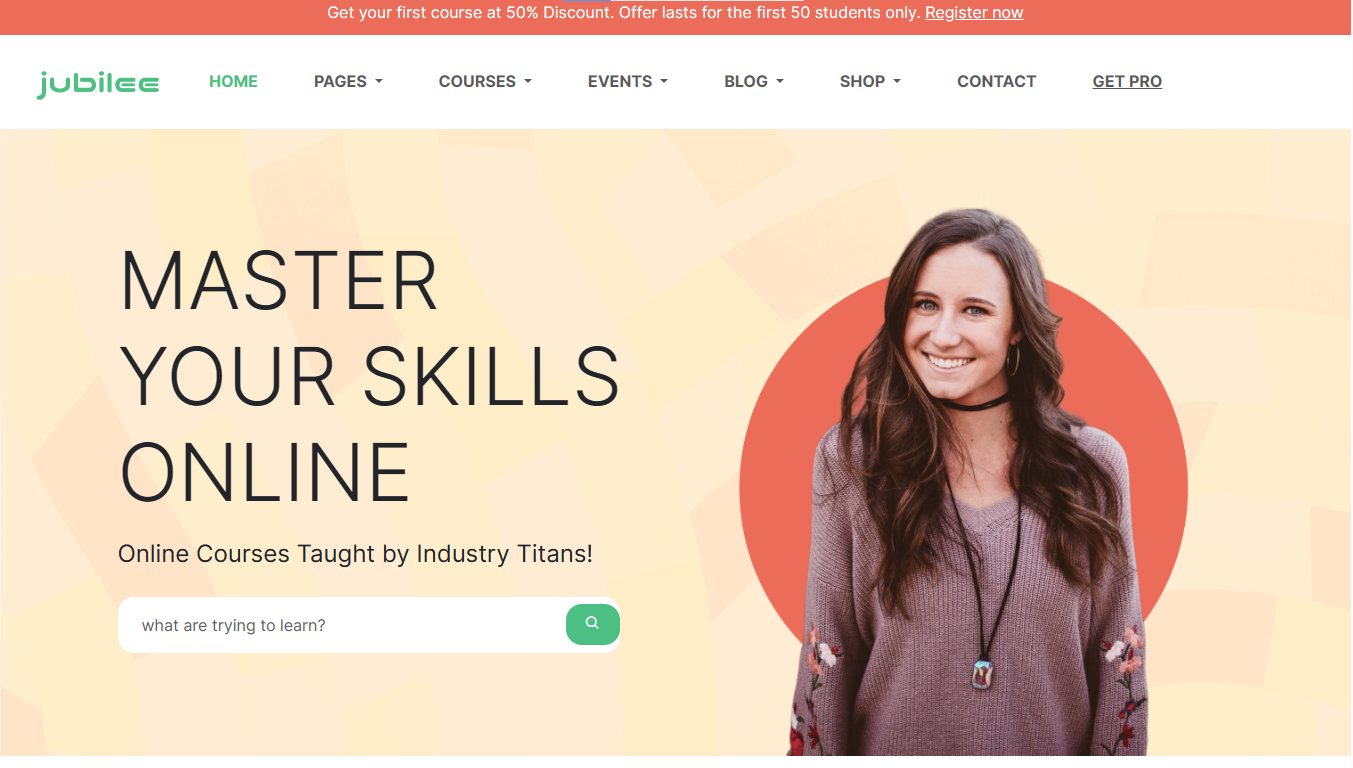 Get your first course at 50% Discount. Offer lasts for the first 50 students only. Register now
jubilee HOME PAGES COURSES EVENTS BLOG SHOP CONTACT GET PRO
MASTER
YOUR SKILLS
ONLINE
Online Courses Taught by Industry Titans!
what are trying to learn?